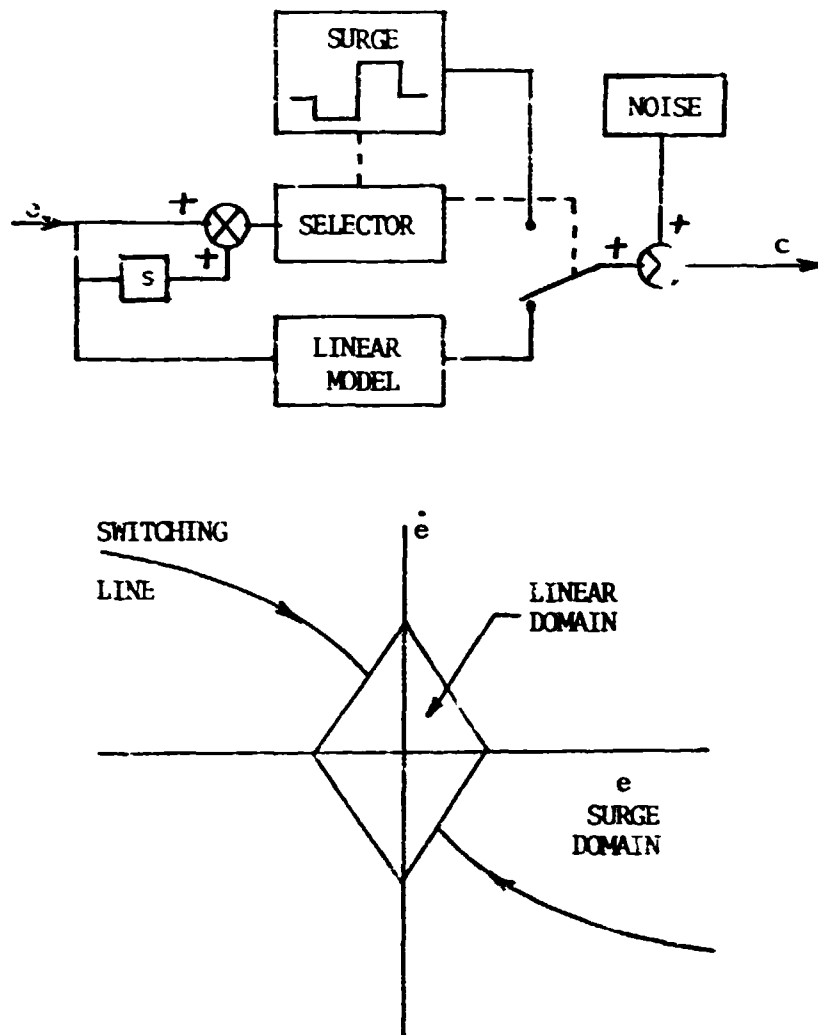 SURGE
NOISE
e
+
SELECTOR
+
+
+
s
c
LINEAR
MODEL
SWITCHING
LINE
ė
LINEAR
DOMAIN
e
SURGE
DOMAIN